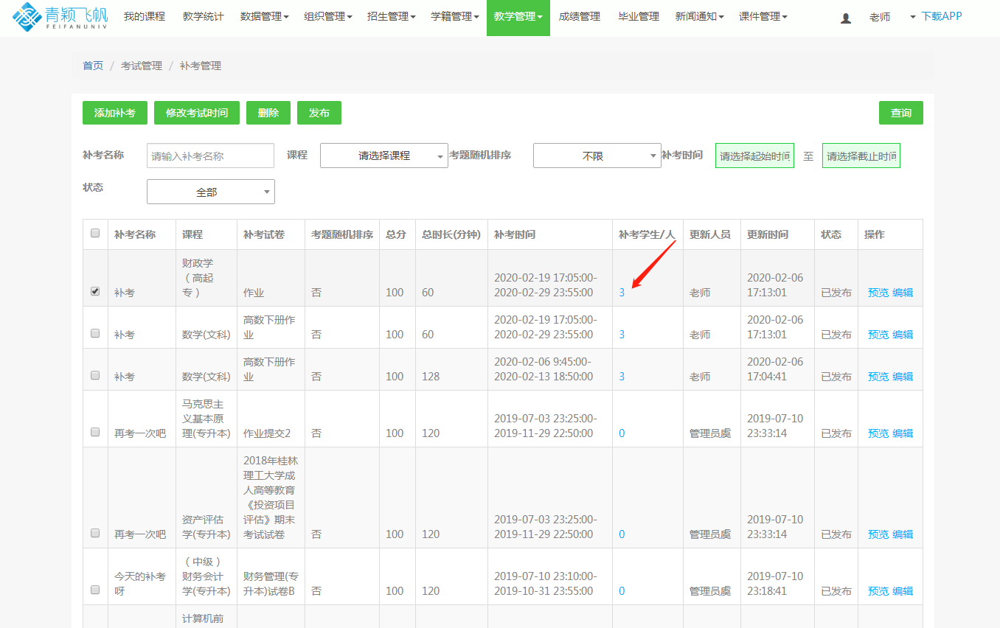 青颖飞帆
FEIFANUNIV
我的课程 教学统计 数据管理 组织管理 招生管理 学籍管理 教学管理 成绩管理 毕业管理 新闻通知 课件管理 老师 下载APP
首页 / 考试管理 / 补考管理
添加补考 修改考试时间 删除 发布 查询
补考名称 请输入补考名称 课程 请选择课程 考题随机排序 不限 补考时间 请选择起始时间 至 请选择截止时间
状态 全部
补考名称 课程 补考试卷 考题随机排序 总分 总时长(分钟) 补考时间 补考学生/人 更新人员 更新时间 状态 操作
财政学
（高起 2020-02-19 17:05:00- 2020-02-06
补考 专） 作业 否 100 60 2020-02-29 23:55:00 3 老师 17:13:01 已发布 预览 编辑
高数下册作 2020-02-19 17:05:00- 2020-02-06
补考 数学(文科) 业 否 100 60 2020-02-29 23:55:00 3 老师 17:13:01 已发布 预览 编辑
高数下册作 2020-02-06 9:45:00- 2020-02-06
补考 数学(文科) 业 否 100 128 2020-02-13 18:50:00 3 老师 17:04:41 已发布 预览 编辑
马克思主
义基本原 2019-07-03 23:25:00- 2019-07-10
再考一次吧 理(专升本) 作业提交2 否 100 120 2019-11-29 22:50:00 0 管理员虞 23:33:14 已发布 预览 编辑
2018年桂林
理工大学成
人高等教育
《投资项目
资产评估 评估》期末 2019-07-03 23:25:00- 2019-07-10
再考一次吧 学(专升本) 考试试卷 否 100 120 2019-11-29 22:50:00 0 管理员虞 23:33:14 已发布 预览 编辑
（中级）
今天的补考 财务会计 财务管理(专 2019-07-10 23:10:00- 2019-07-10
呀 学(专升本) 升本)试卷B 否 100 120 2019-10-31 23:55:00 0 管理员虞 23:18:41 已发布 预览 编辑
计算机前